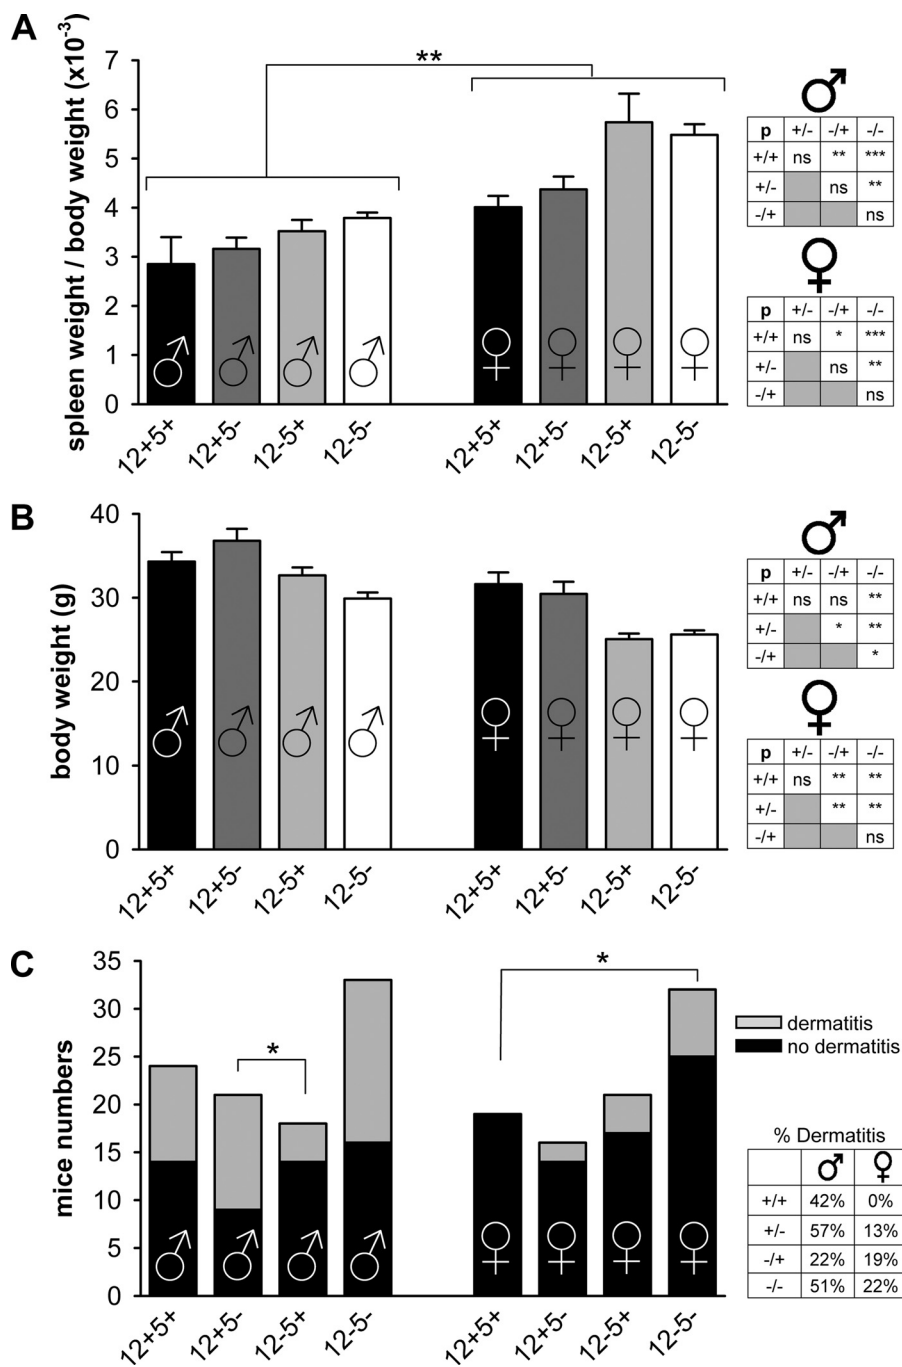 A
spleen weight / body weight (x10-3)
7
6
5
4
3
2
1
0
**
12+5+
12+5-
12-5+
12-5-
12+5+
12+5-
12-5+
12-5-
♂
p +/- -/+ -/-
+/+ ns ** ***
+/- ns **
-/+ ns
♀
p +/- -/+ -/-
+/+ ns * ***
+/- ns **
-/+ ns
B
body weight (g)
40
30
20
10
0
12+5+
12+5-
12-5+
12-5-
12+5+
12+5-
12-5+
12-5-
♂
p +/- -/+ -/-
+/+ ns ns **
+/- * **
-/+ *
♀
p +/- -/+ -/-
+/+ ns ** **
+/- ** **
-/+ ns
C
mice numbers
35
30
25
20
15
10
5
0
*
*
12+5+
12+5-
12-5+
12-5-
12+5+
12+5-
12-5+
12-5-
dermatitis
no dermatitis
% Dermatitis
♂ ♀
+/+ 42% 0%
+/- 57% 13%
-/+ 22% 19%
-/- 51% 22%